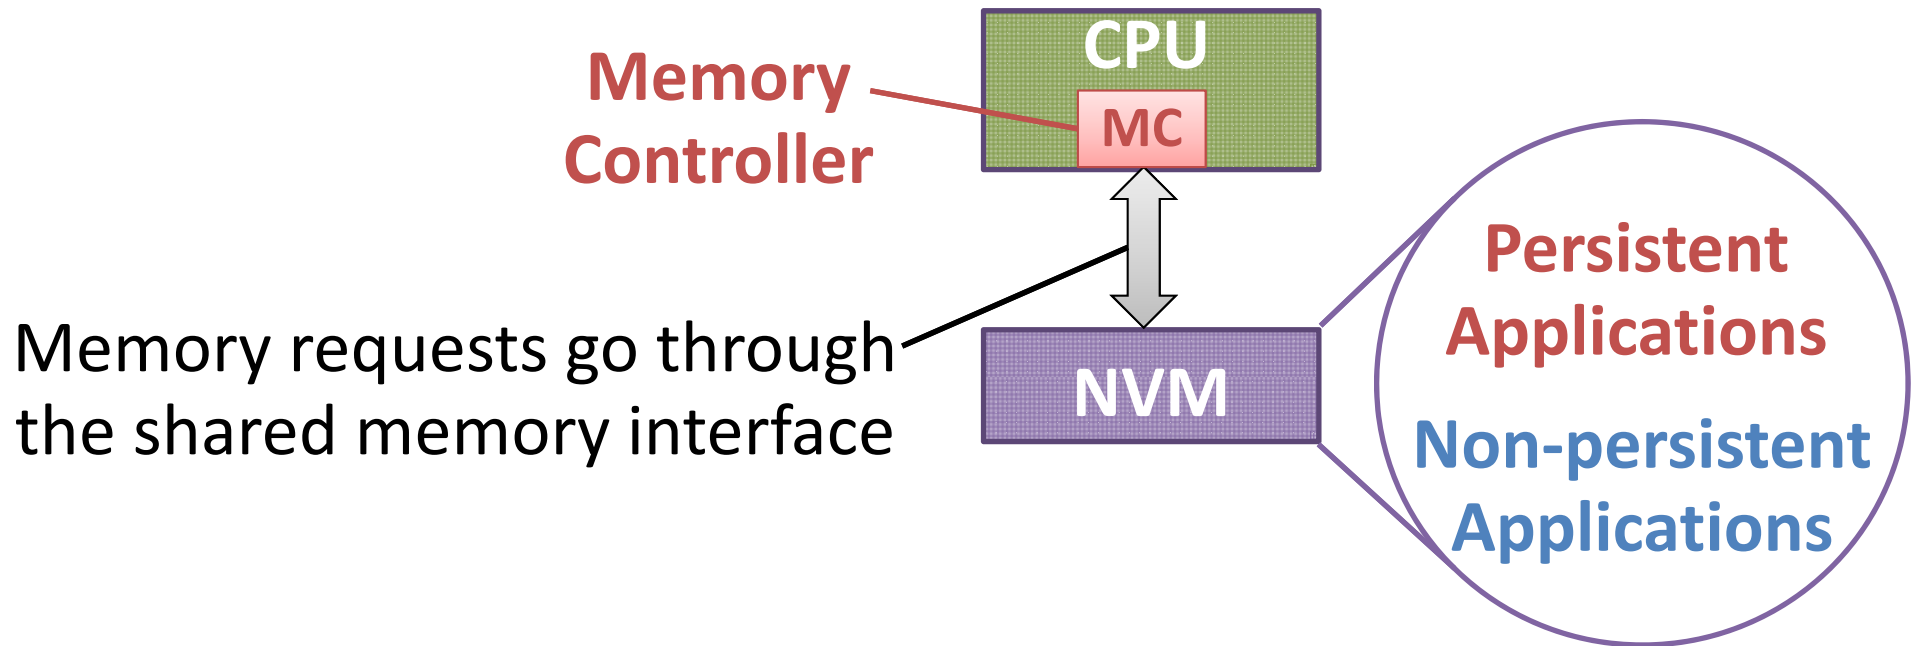 CPU
Memory
Controller
MC
Memory requests go through
the shared memory interface
NVM
Persistent
Applications
Non-persistent
Applications